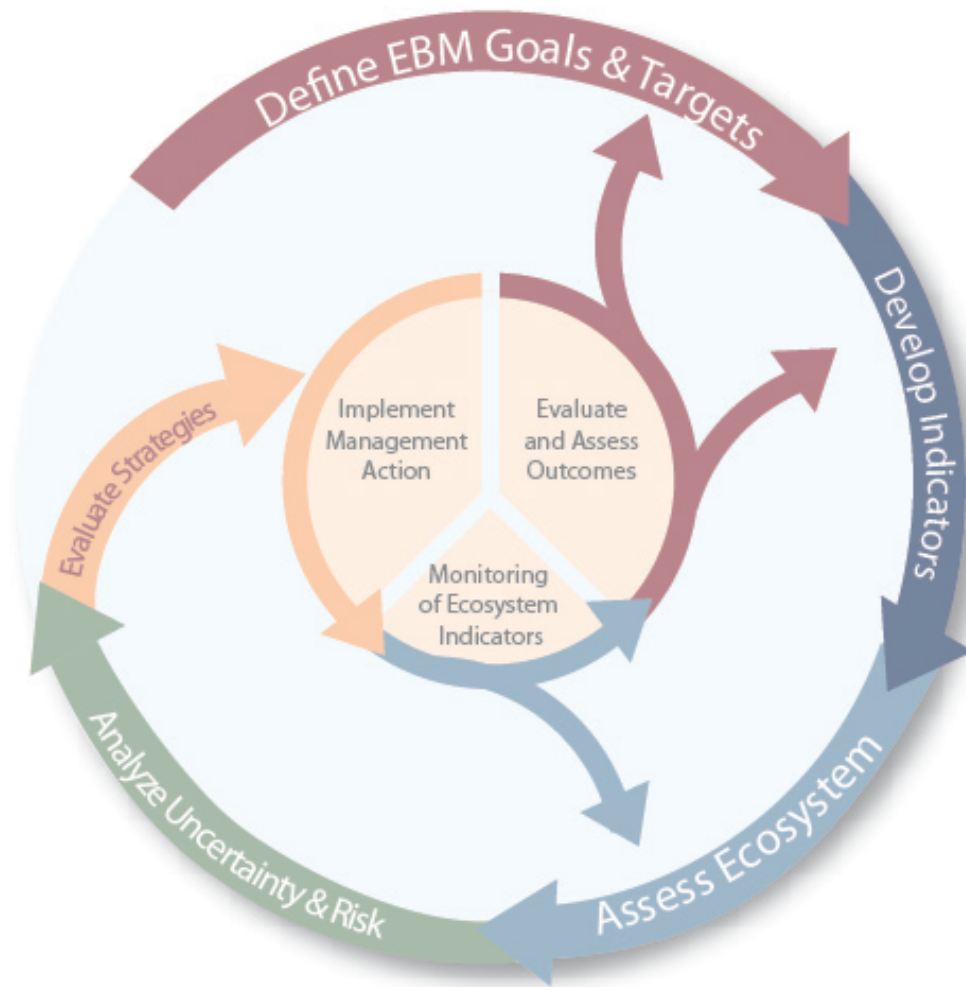 Define EBM Goals & Targets
Develop Indicators
Assess Ecosystem
Analyze Uncertainty & Risk
Evaluate Strategies
Implement
Management
Action
Evaluate
and Assess
Outcomes
Monitoring
of Ecosystem
Indicators